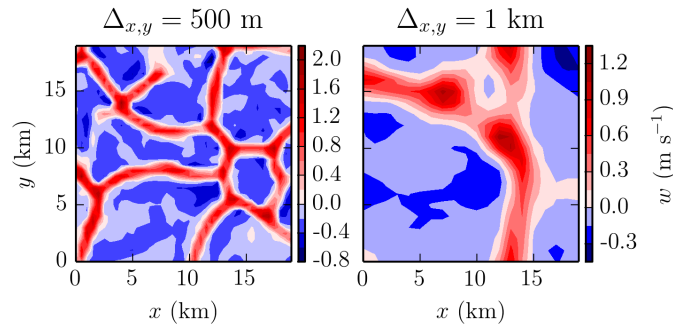 Δx,y = 500 m
Δx,y = 1 km
y (km)
15
10
5
0
0 5 10 15
x (km)
2.0
1.6
1.2
0.8
0.4
0.0
-0.4
-0.8
0 5 10 15
x (km)
1.2
0.9
0.6
0.3
0.0
-0.3
w (m s⁻¹)